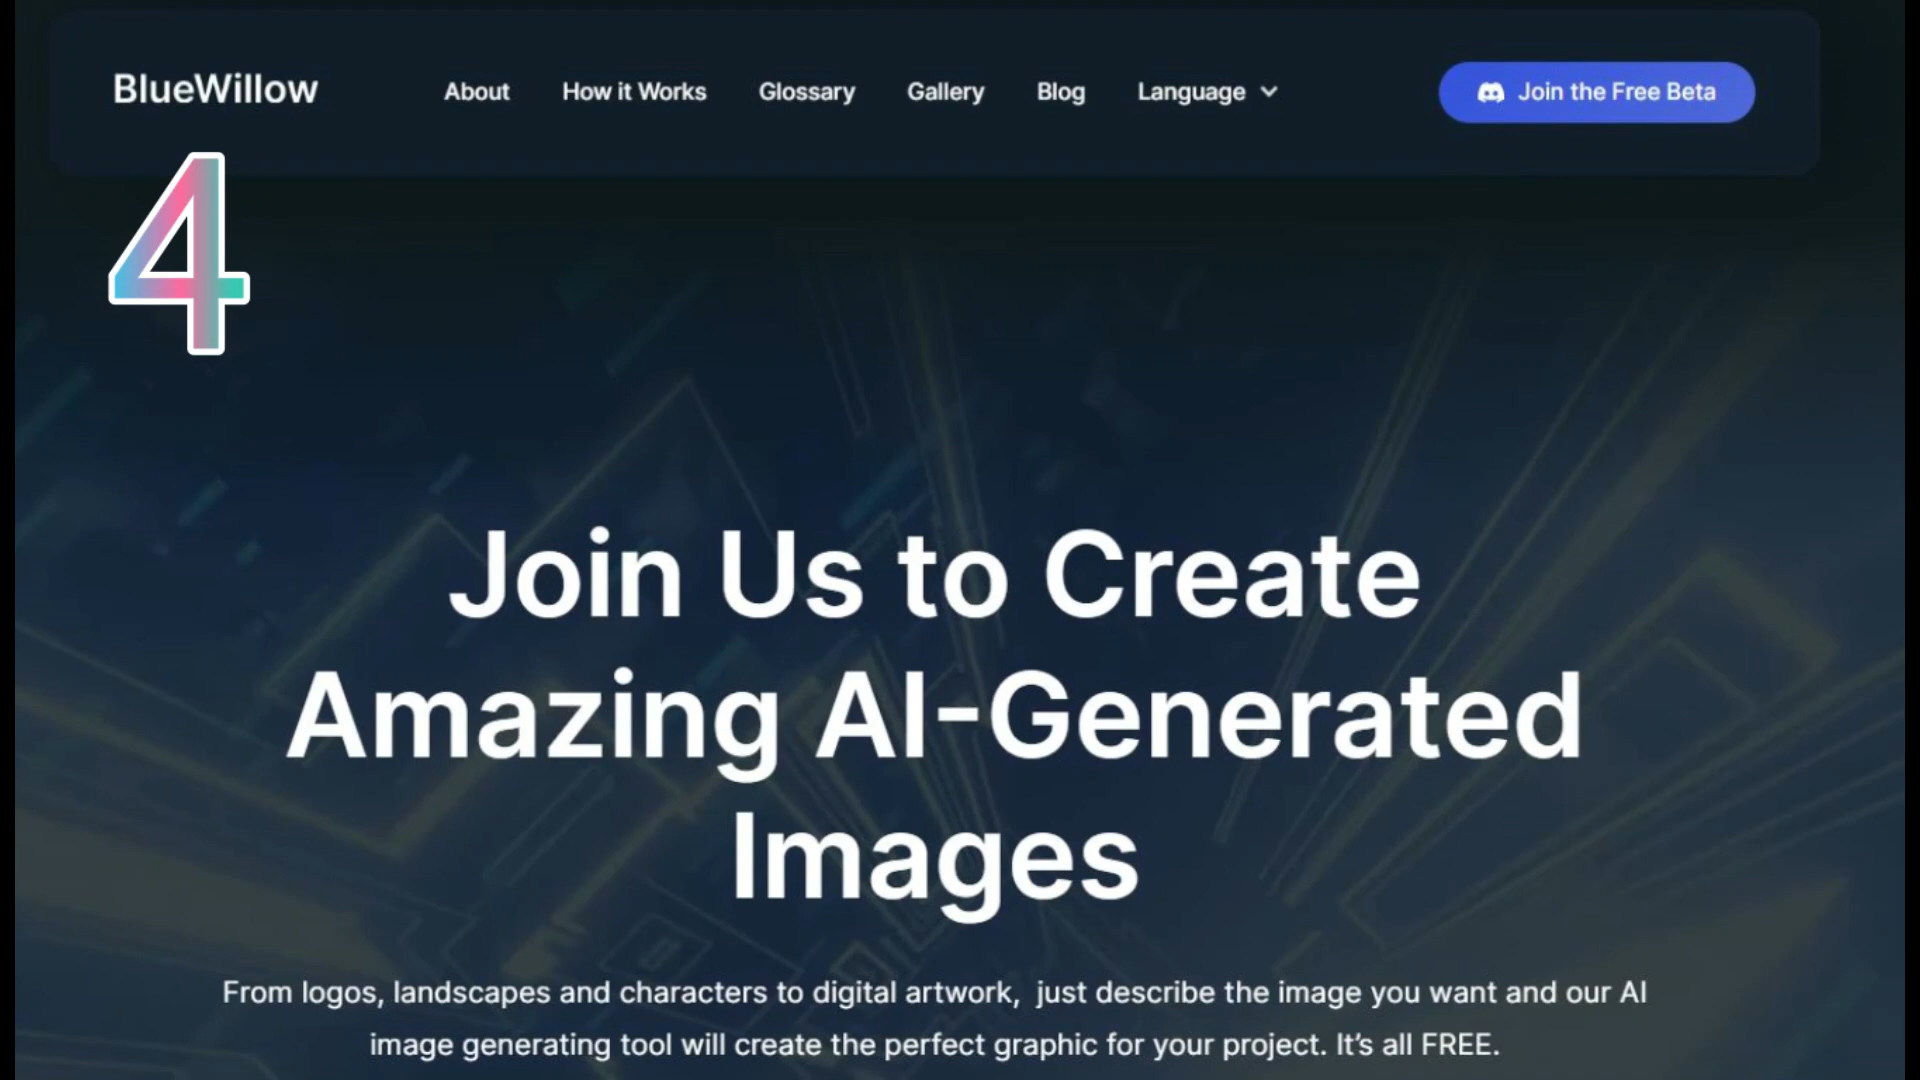 BlueWillow
About
How it Works
Glossary
Gallery
Blog
Language
Join the Free Beta
4
Join Us to Create
Amazing AI-Generated
Images
From logos, landscapes and characters to digital artwork, just describe the image you want and our AI
image generating tool will create the perfect graphic for your project. It’s all FREE.